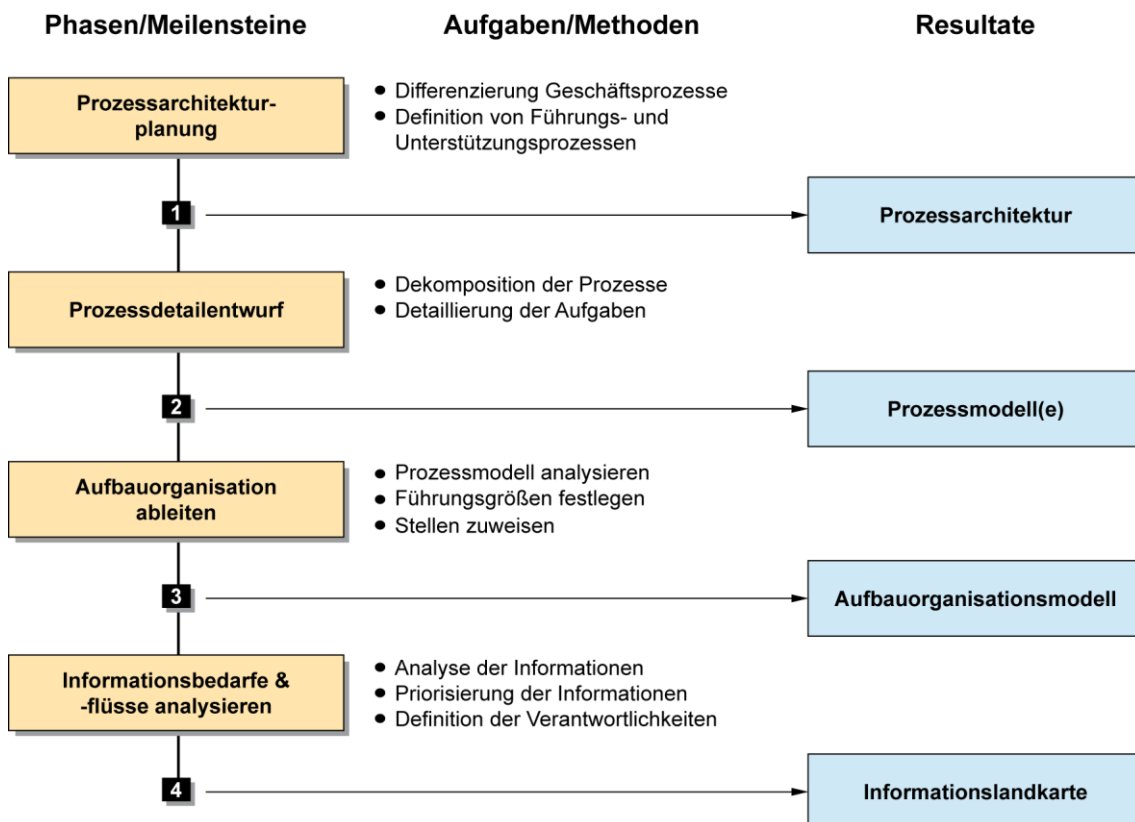 Phasen/Meilensteine
Aufgaben/Methoden
Resultate
Prozessarchitektur-
planung
● Differenzierung Geschäftsprozesse
● Definition von Führungs- und
Unterstützungsprozessen
1
Prozessarchitektur
Prozessdetailentwurf
● Dekomposition der Prozesse
● Detaillierung der Aufgaben
2
Prozessmodell(e)
Aufbauorganisation
ableiten
● Prozessmodell analysieren
● Führungsgrößen festlegen
● Stellen zuweisen
3
Aufbauorganisationsmodell
Informationsbedarfe &
-flüsse analysieren
● Analyse der Informationen
● Priorisierung der Informationen
● Definition der Verantwortlichkeiten
4
Informationslandkarte